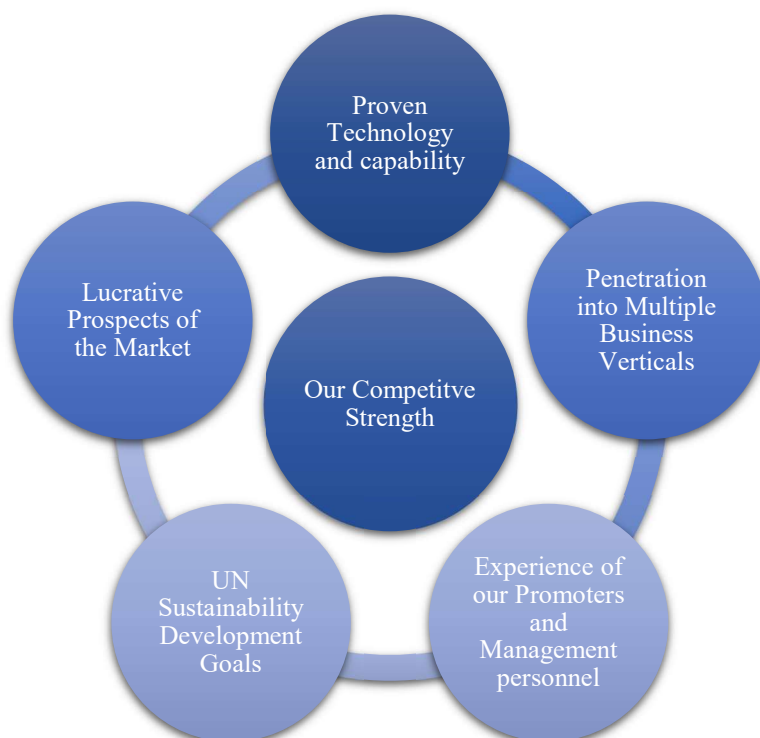 Proven
Technology
and capability
Penetration
into Multiple
Business
Verticals
Experience of
our Promoters
and
Management
personnel
UN
Sustainability
Development
Goals
Lucrative
Prospects of
the Market
Our Competitve
Strength